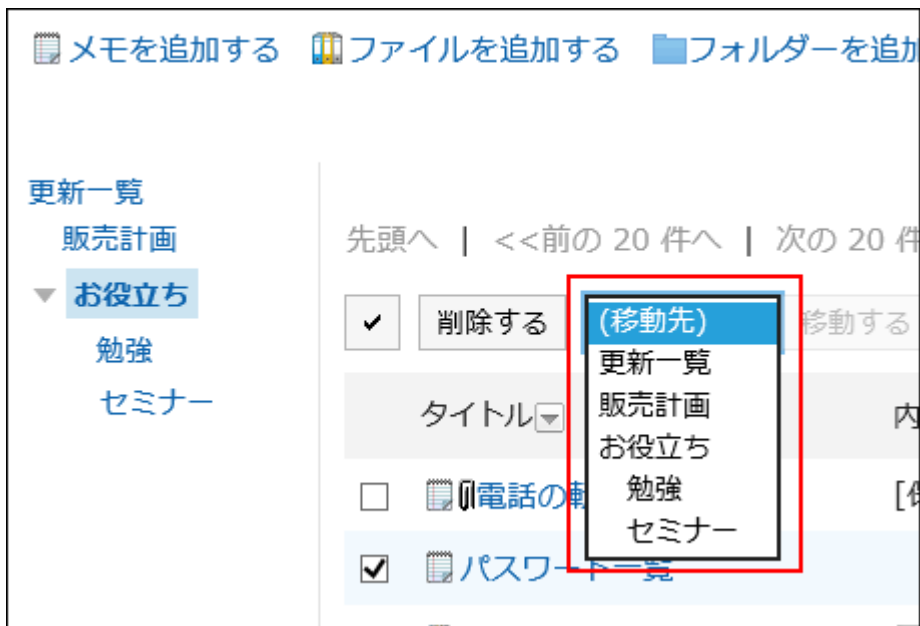 メモを追加する ファイルを追加する フォルダーを追加
更新一覧
販売計画
お役立ち
勉強
セミナー
先頭へ | <<前の 20 件へ | 次の 20 件
削除する
(移動先)
更新一覧
販売計画
お役立ち
勉強
セミナー
移動する
タイトル
内
電話の
パスワード一覧